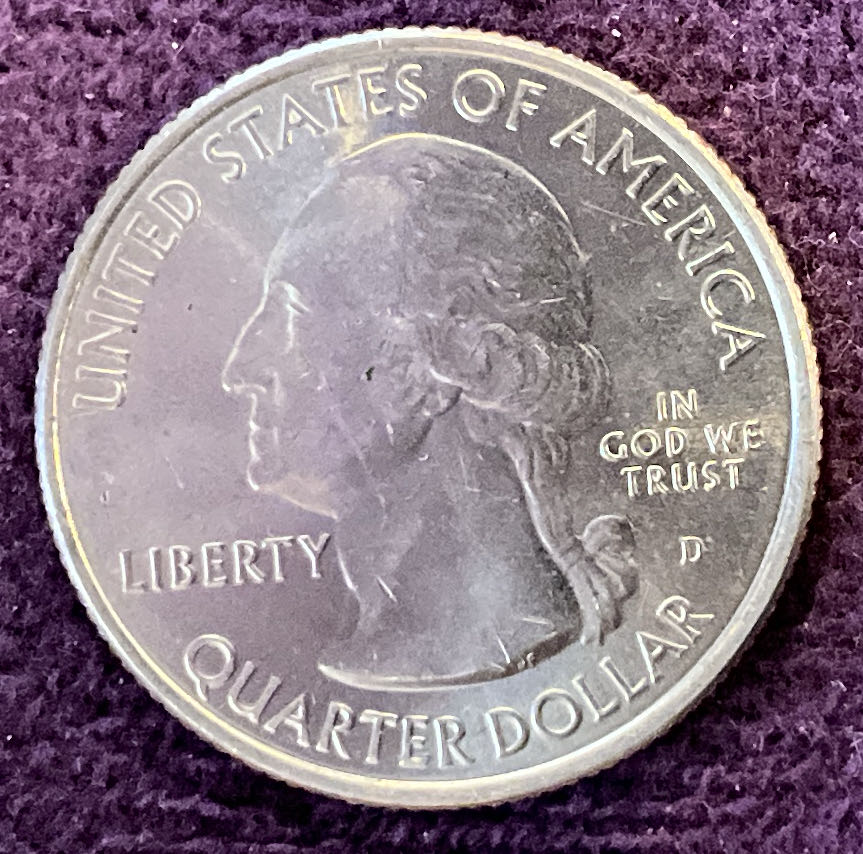 UNITED STATES OF AMERICA
IN
GOD WE
TRUST
LIBERTY
D
QUARTER DOLLAR